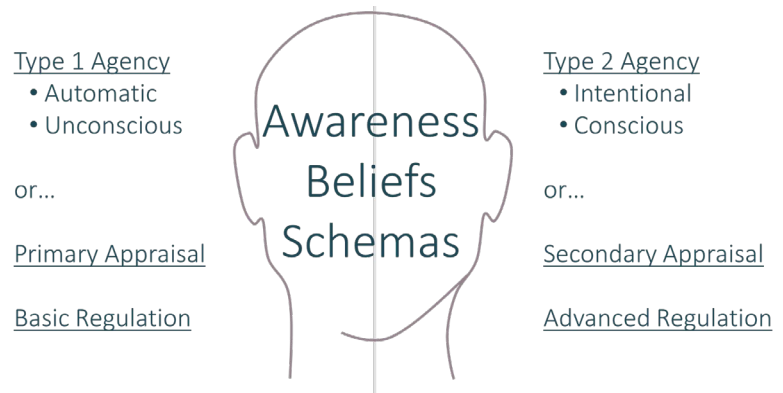 Type 1 Agency
• Automatic
• Unconscious
or...
Primary Appraisal
Basic Regulation
Awareness
Beliefs
Schemas
Type 2 Agency
• Intentional
• Conscious
or...
Secondary Appraisal
Advanced Regulation